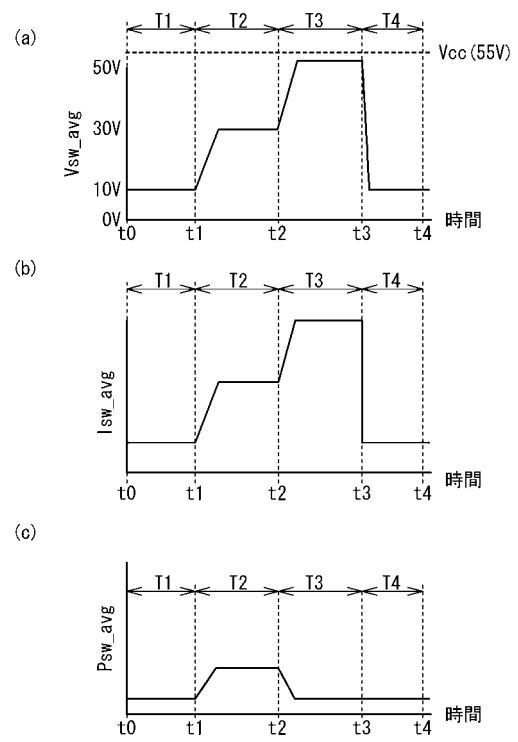 (a)
T1 T2 T3 T4
Vcc(55V)
50V
30V
10V
0V
Vsw_avg
t0 t1 t2 t3 t4
時間
(b)
T1 T2 T3 T4
Isw_avg
t0 t1 t2 t3 t4
時間
(c)
T1 T2 T3 T4
Psw_avg
t0 t1 t2 t3 t4
時間